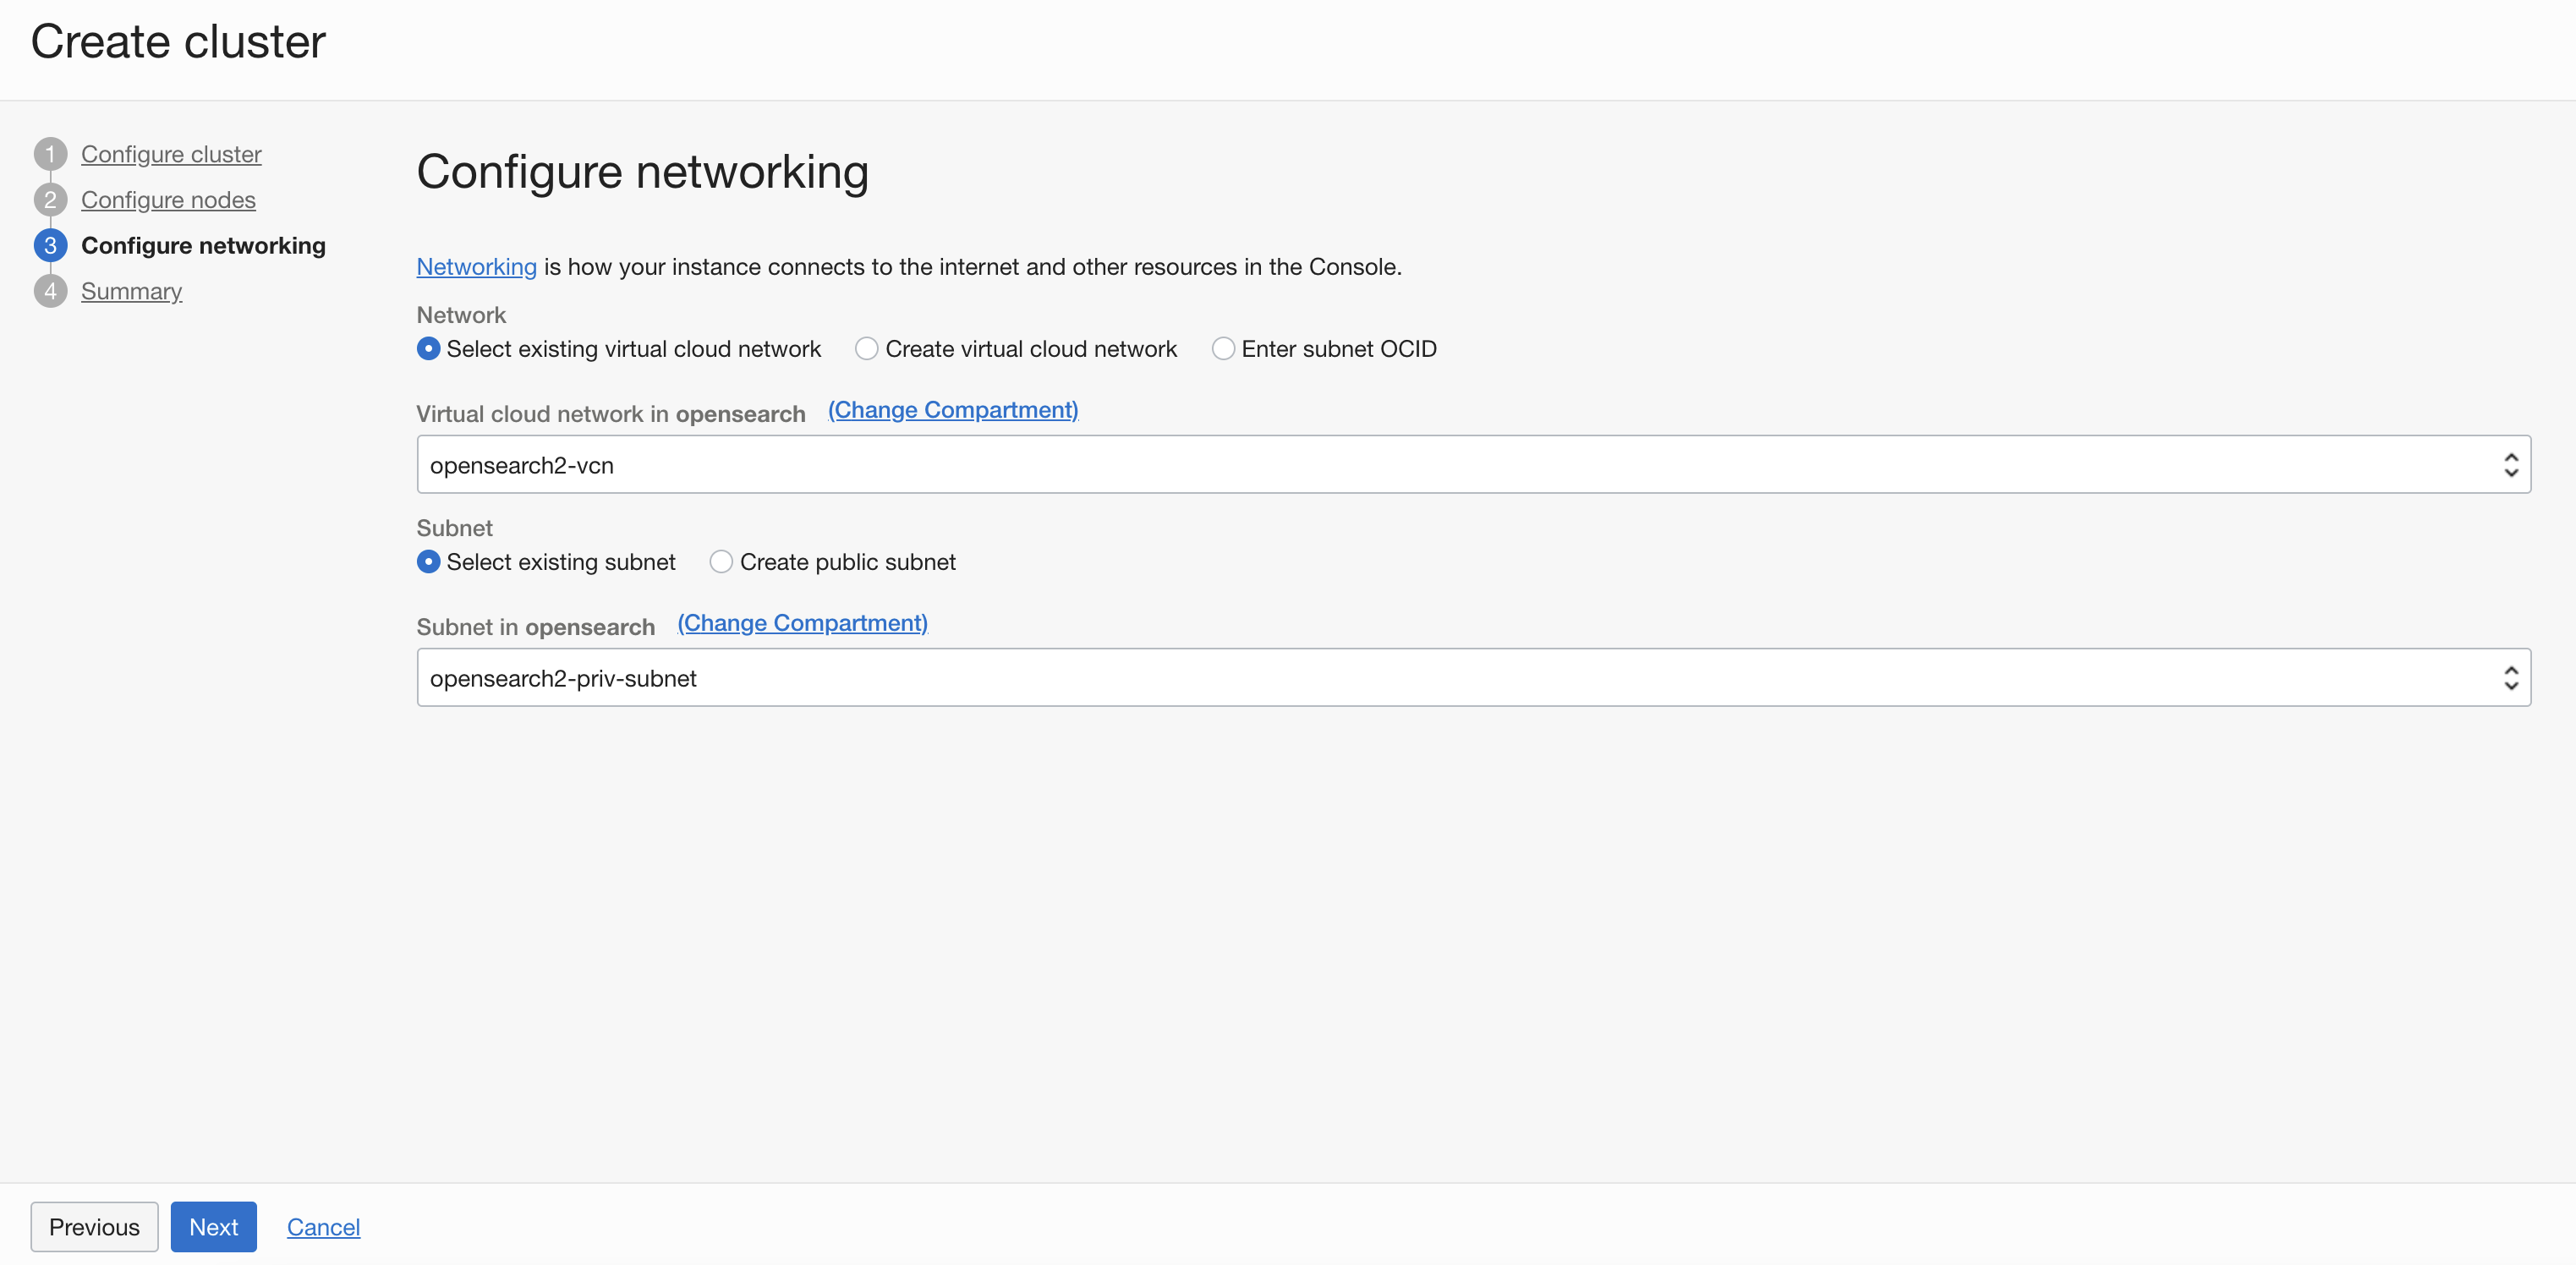 Create cluster
1 Configure cluster
2 Configure nodes
3 Configure networking
4 Summary
Configure networking
Networking is how your instance connects to the internet and other resources in the Console.
Network
Select existing virtual cloud network Create virtual cloud network Enter subnet OCID
Virtual cloud network in opensearch (Change Compartment)
opensearch2-vcn
Subnet
Select existing subnet Create public subnet
Subnet in opensearch (Change Compartment)
opensearch2-priv-subnet
Previous Next Cancel